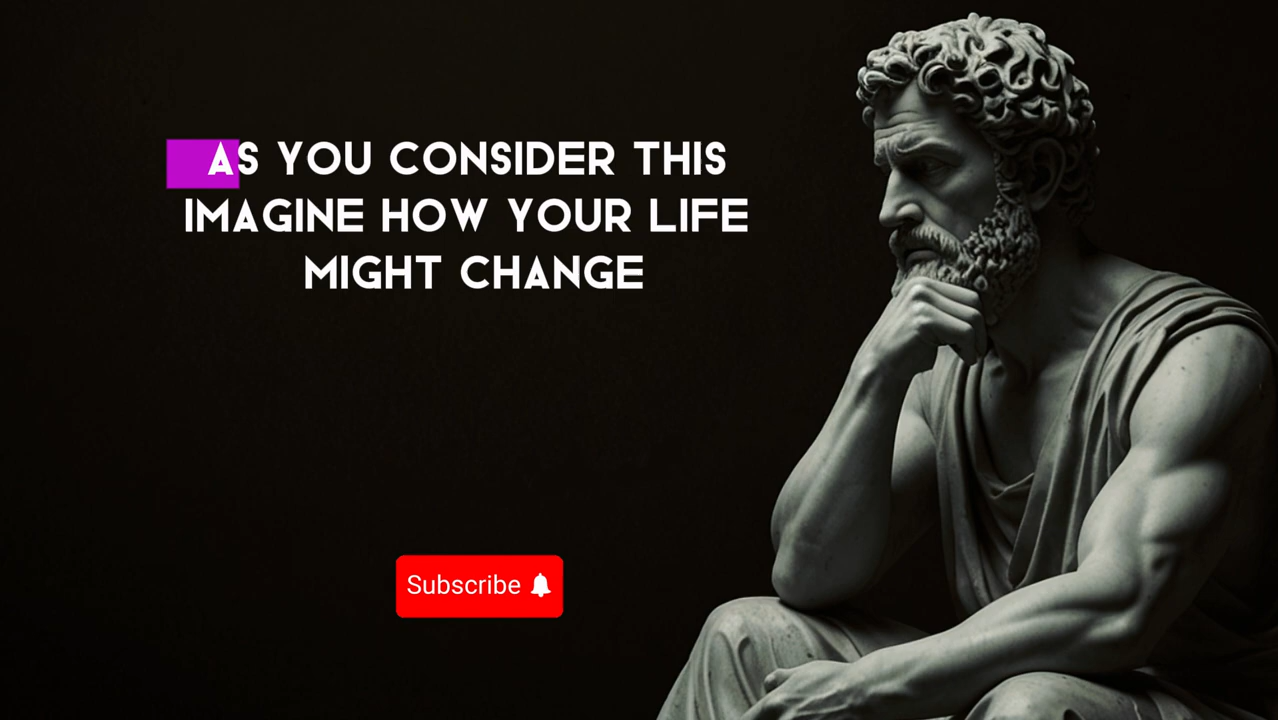 AS YOU CONSIDER THIS
IMAGINE HOW YOUR LIFE
MIGHT CHANGE
Subscribe